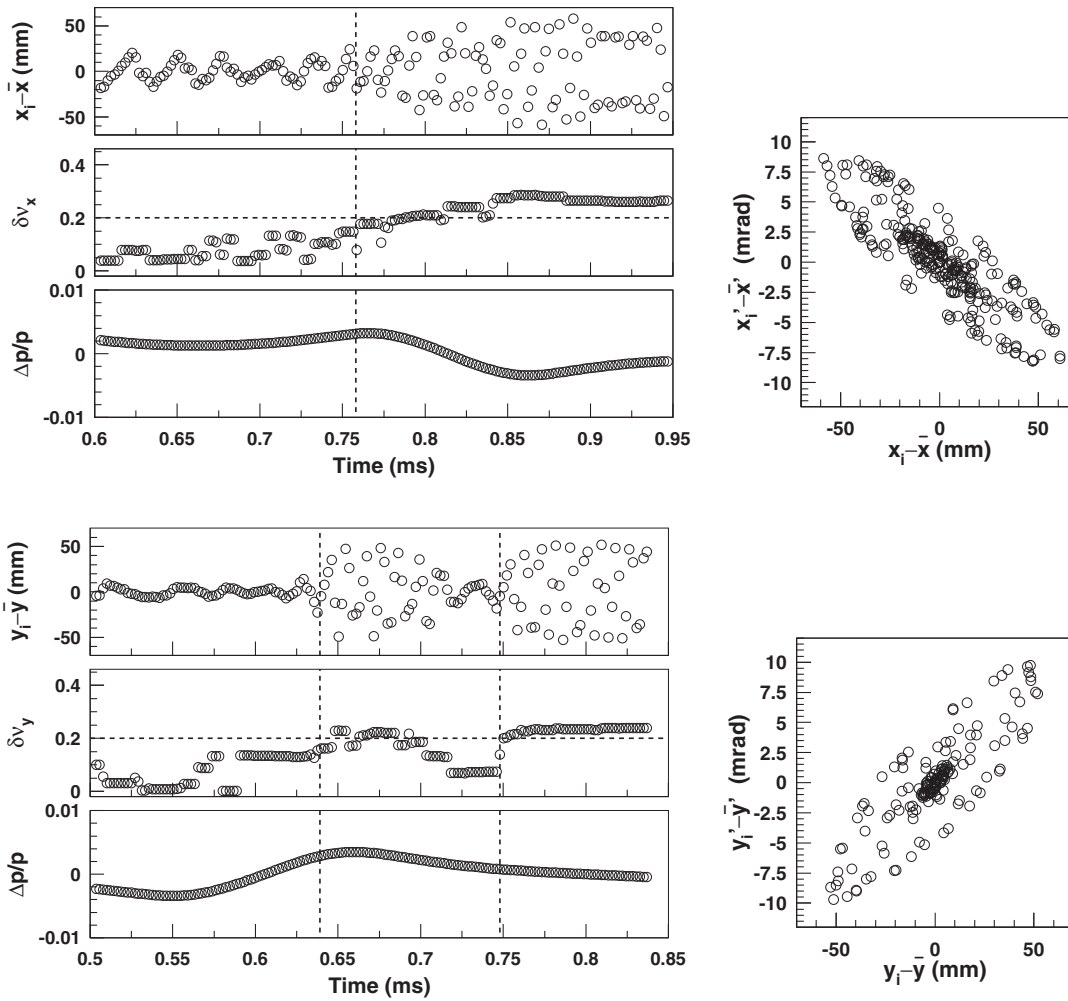 x_i–x̄ (mm)
50
0
-50
δν_x
0.4
0.2
0
Δp/p
0.01
0
-0.01
0.6 0.65 0.7 0.75 0.8 0.85 0.9 0.95
Time (ms)
x_i'–x̄' (mrad)
10
7.5
5
2.5
0
-2.5
-5
-7.5
-10
-50 0 50
x_i–x̄ (mm)
y_i–ȳ (mm)
50
0
-50
δν_y
0.4
0.2
0
Δp/p
0.01
0
-0.01
0.5 0.55 0.6 0.65 0.7 0.75 0.8 0.85
Time (ms)
y_i'–ȳ' (mrad)
10
7.5
5
2.5
0
-2.5
-5
-7.5
-10
-50 0 50
y_i–ȳ (mm)